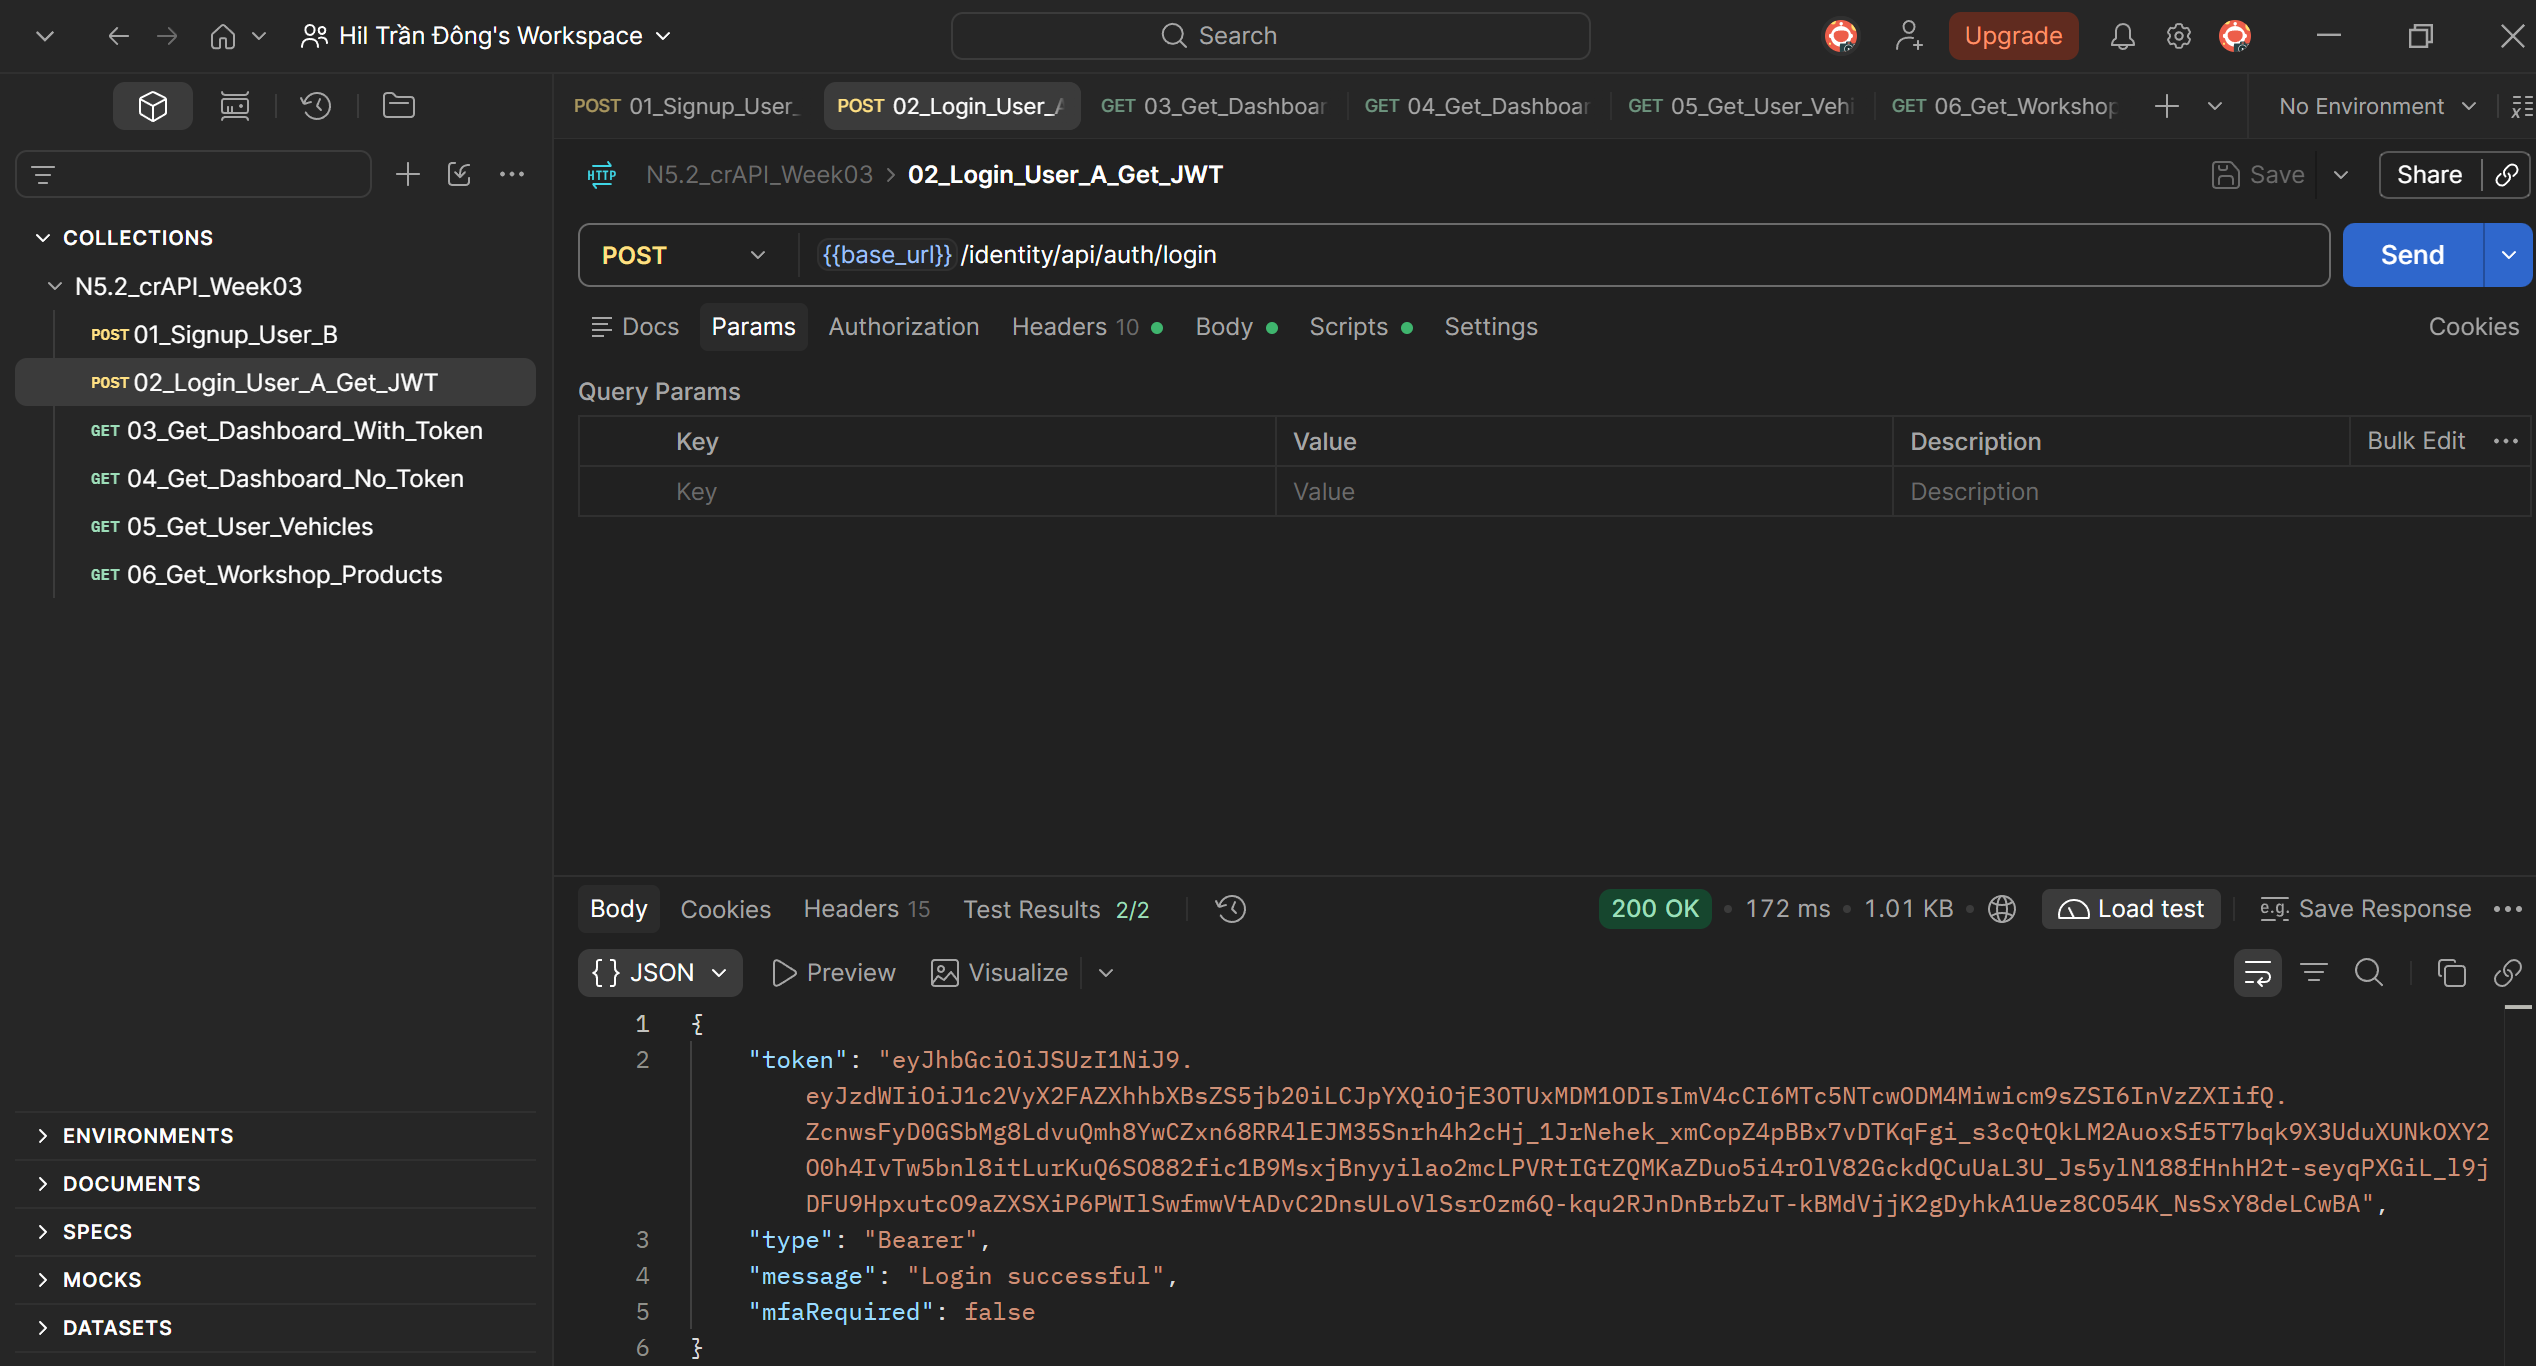 Hil Trần Đông's Workspace
Search
Upgrade
POST 01_Signup_User_
POST 02_Login_User_A
GET 03_Get_Dashboar
GET 04_Get_Dashboar
GET 05_Get_User_Vehi
GET 06_Get_Workshop
No Environment
N5.2_crAPI_Week03 > 02_Login_User_A_Get_JWT
Save
Share
COLLECTIONS
N5.2_crAPI_Week03
POST 01_Signup_User_B
POST 02_Login_User_A_Get_JWT
GET 03_Get_Dashboard_With_Token
GET 04_Get_Dashboard_No_Token
GET 05_Get_User_Vehicles
GET 06_Get_Workshop_Products
ENVIRONMENTS
DOCUMENTS
SPECS
MOCKS
DATASETS
HTTP
POST {{base_url}}/identity/api/auth/login
Send
Docs Params Authorization Headers 10 Body Scripts Settings Cookies
Query Params
Key Value Description Bulk Edit
Key Value Description
Body Cookies Headers 15 Test Results 2/2
200 OK • 172 ms • 1.01 KB
Load test
e.g. Save Response
{} JSON Preview Visualize
1 {
2 "token": "eyJhbGciOiJSUzI1NiJ9.
eyJzdWIiOiJ1c2VyX2FAZXhhbXBsZS5jb20iLCJpYXQiOjE3OTUxMDM1ODIsImV4cCI6MTc5NTcwODM4Miwicm9sZSI6InVzZXIifQ.
ZcnwsFyD0GSbMg8LdvuQmh8YwCZxn68RR4lEJM35Snrh4h2cHj_1JrNehek_xmCopZ4pBBx7vDTKqFgi_s3cQtQkLM2AuoxSf5T7bqk9X3UduXUNkOXY2
O0h4IvTw5bnl8itLurKuQ6SO882fic1B9MsxjBnyyilao2mcLPVRtIGtZQMKaZDuo5i4rOlV82GckdQCuUaL3U_Js5ylN188fHnhH2t-seyqPXGiL_l9j
DFU9HpxutcO9aZXSXiP6PWIlSwfmwVtADvC2DnsULoVlSsrOzm6Q-kqu2RJnDnBrbZuT-kBMdVjjK2gDyhkA1Uez8CO54K_NsSxY8deLCwBA",
3 "type": "Bearer",
4 "message": "Login successful",
5 "mfaRequired": false
6 }